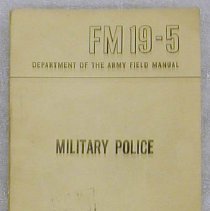 FM 19-5
DEPARTMENT OF THE ARMY FIELD MANUAL
MILITARY POLICE